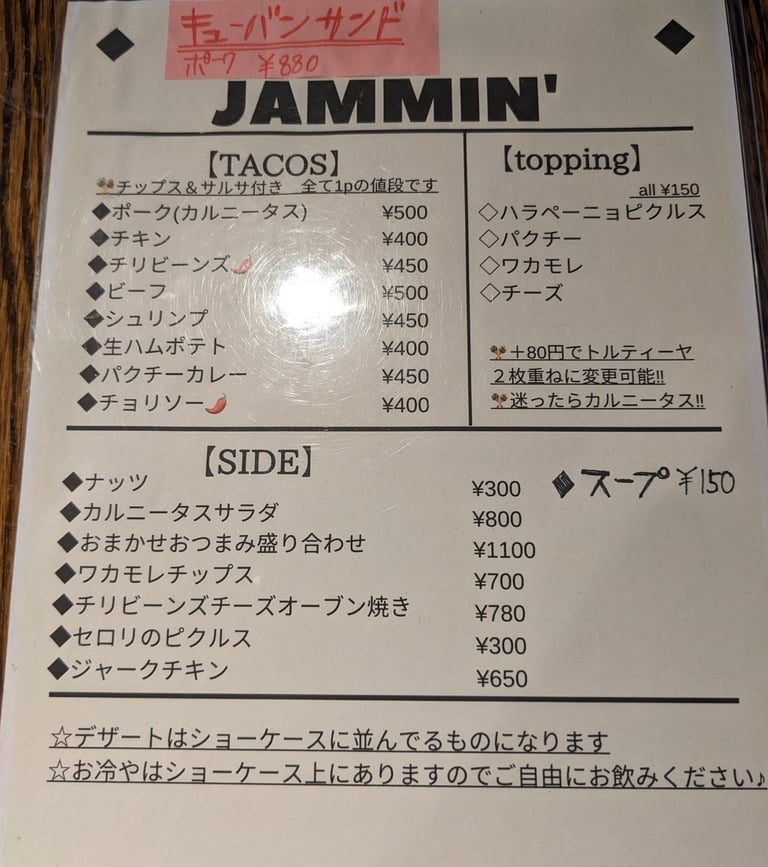 キューバンサンド
ポーク ¥880
JAMMIN'
【TACOS】
チップス＆サルサ付き 全て1pの値段です
◆ポーク(カルニータス) ¥500
◆チキン ¥400
◆チリビーンズ🌶 ¥450
◆ビーフ ¥500
◆シュリンプ ¥450
◆生ハムポテト ¥400
◆パクチーカレー ¥450
◆チョリソー🌶 ¥400
【topping】
all ¥150
◇ハラペーニョピクルス
◇パクチー
◇ワカモレ
◇チーズ
＋80円でトルティーヤ
２枚重ねに変更可能!!
迷ったらカルニータス!!
【SIDE】
◆ナッツ ¥300
◆スープ ¥150
◆カルニータスサラダ ¥800
◆おまかせおつまみ盛り合わせ ¥1100
◆ワカモレチップス ¥700
◆チリビーンズチーズオーブン焼き ¥780
◆セロリのピクルス ¥300
◆ジャークチキン ¥650
☆デザートはショーケースに並んでるものになります
☆お冷やはショーケース上にありますのでご自由にお飲みください♪